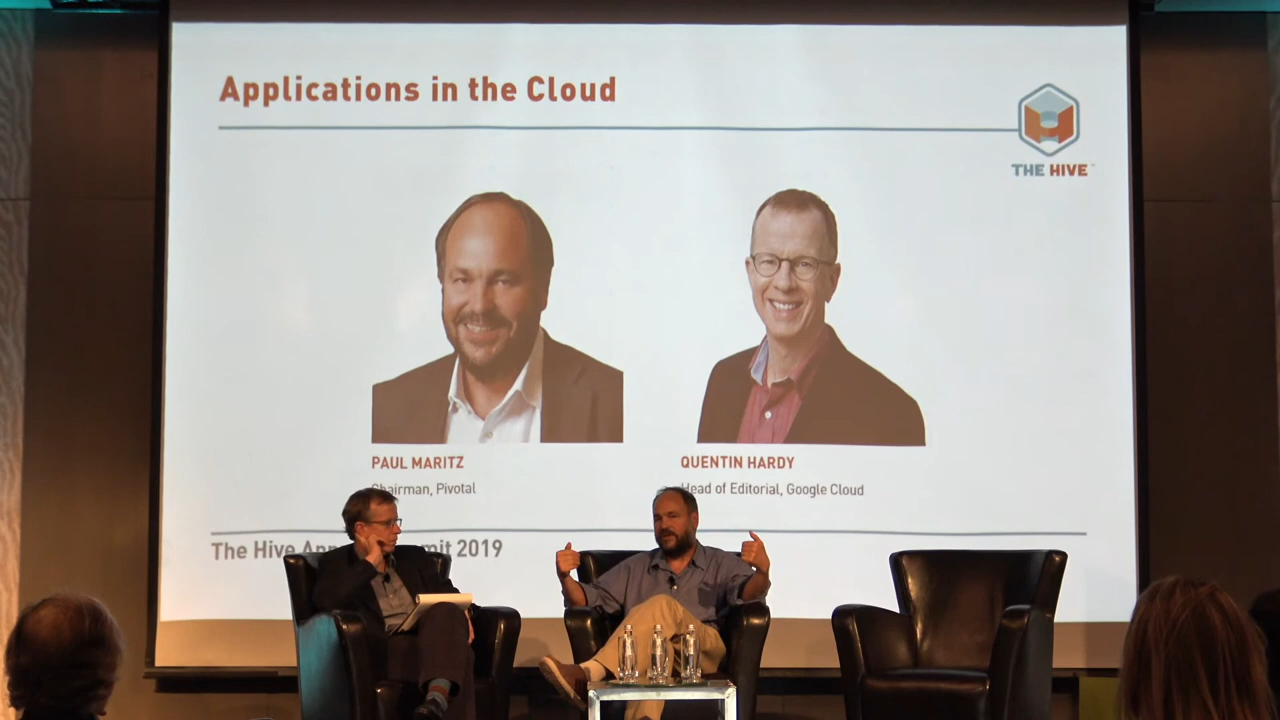 Applications in the Cloud
THE HIVE™
PAUL MARITZ
Chairman, Pivotal
QUENTIN HARDY
Head of Editorial, Google Cloud
The Hive 2019